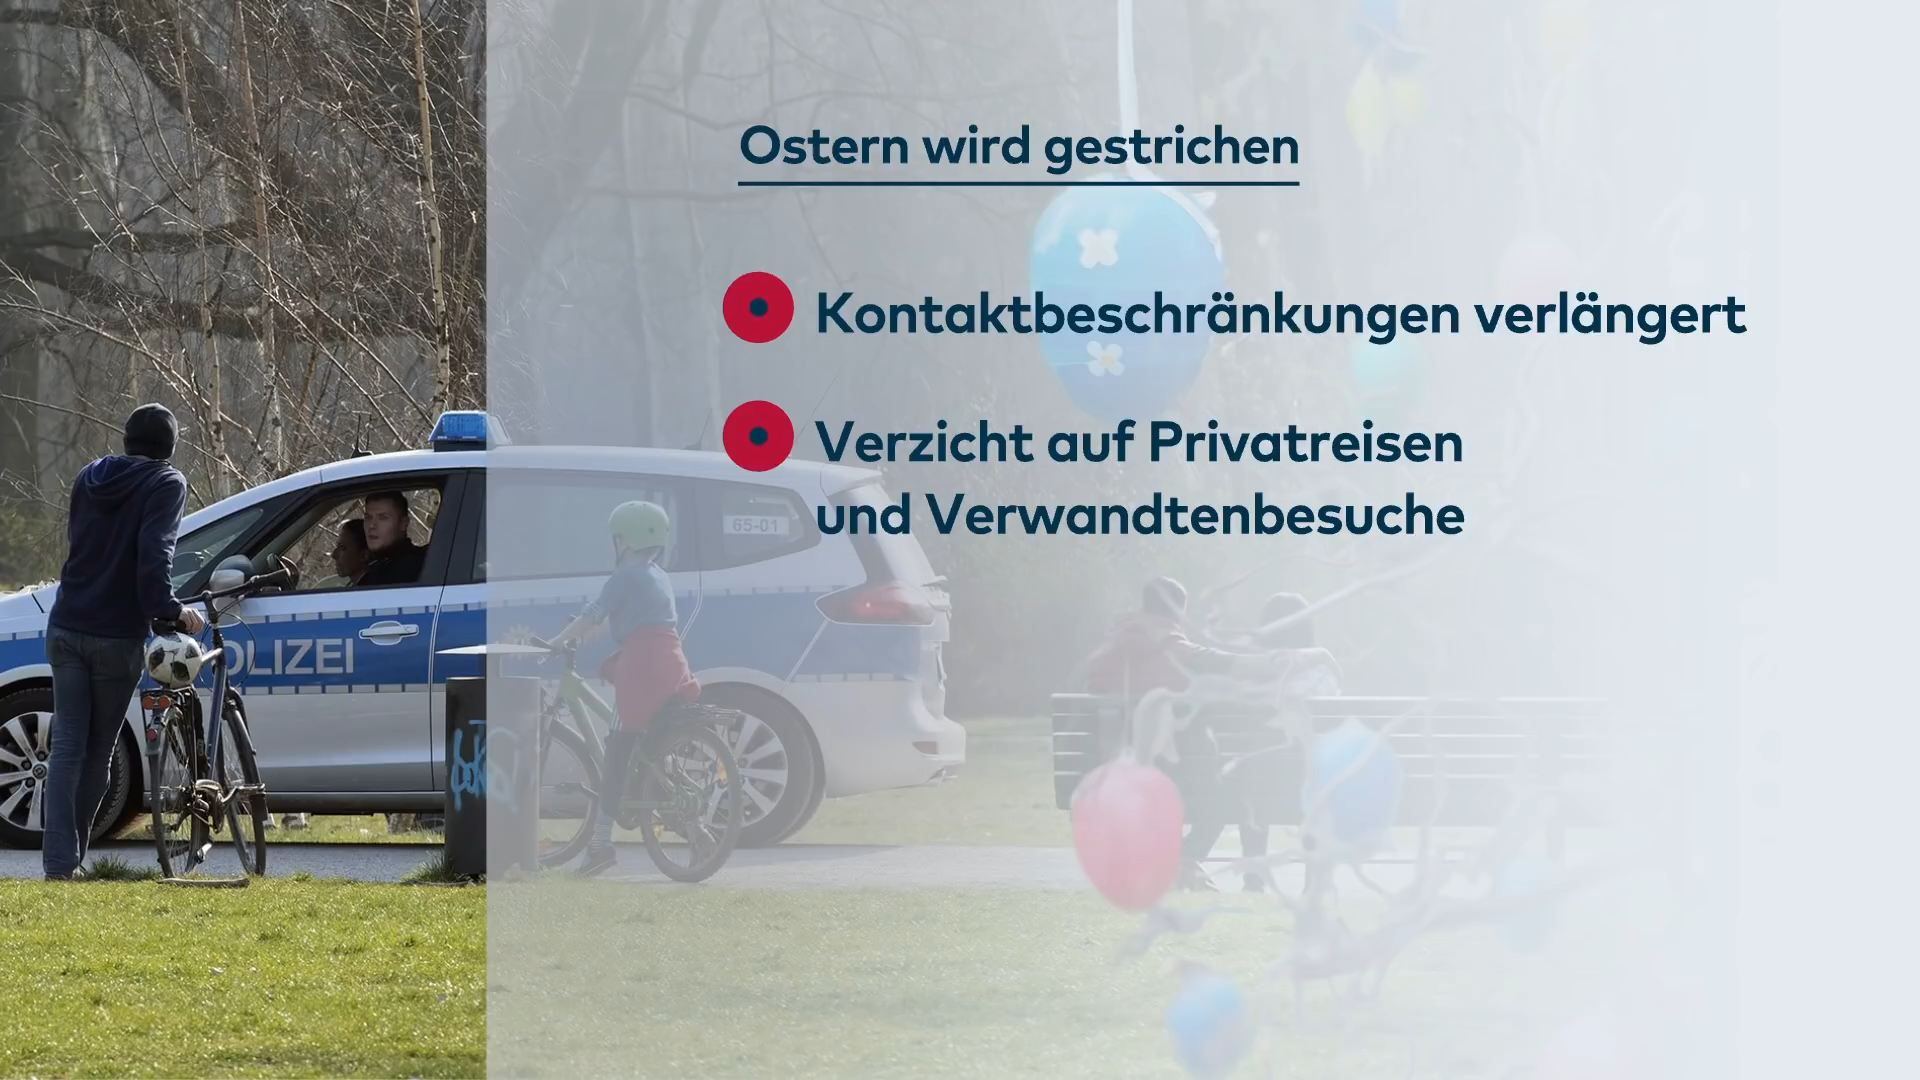 Ostern wird gestrichen
Kontaktbeschränkungen verlängert
Verzicht auf Privatreisen
und Verwandtenbesuche
65-01
OLIZEI